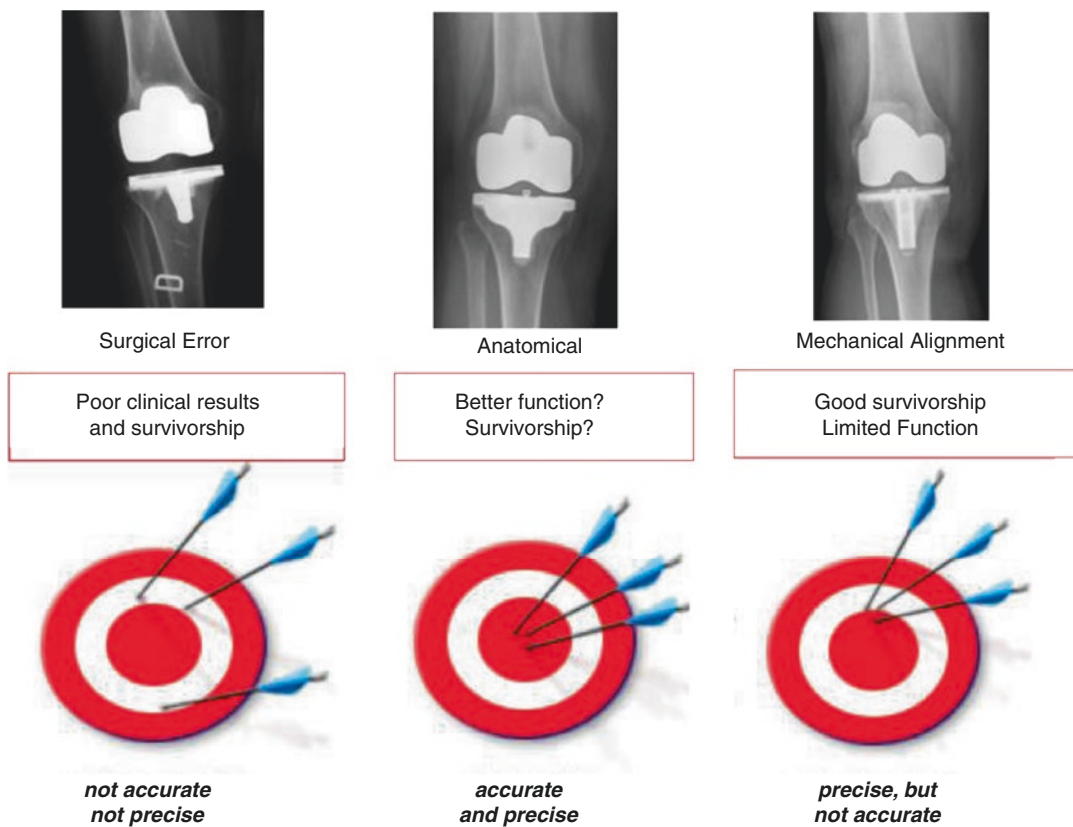 Surgical Error
Anatomical
Mechanical Alignment
Poor clinical results
and survivorship
Better function?
Survivorship?
Good survivorship
Limited Function
not accurate
not precise
accurate
and precise
precise, but
not accurate